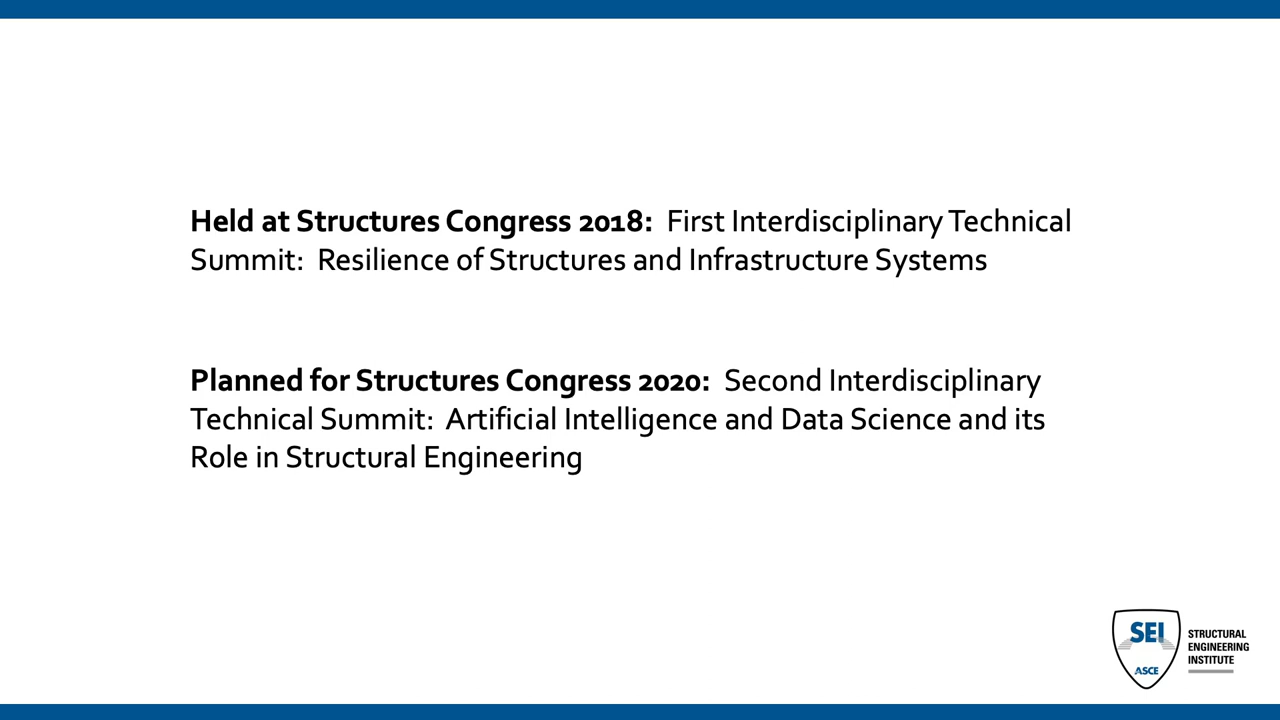 Held at Structures Congress 2018: First Interdisciplinary Technical
Summit: Resilience of Structures and Infrastructure Systems
Planned for Structures Congress 2020: Second Interdisciplinary
Technical Summit: Artificial Intelligence and Data Science and its
Role in Structural Engineering
SEI
ASCE
STRUCTURAL
ENGINEERING
INSTITUTE